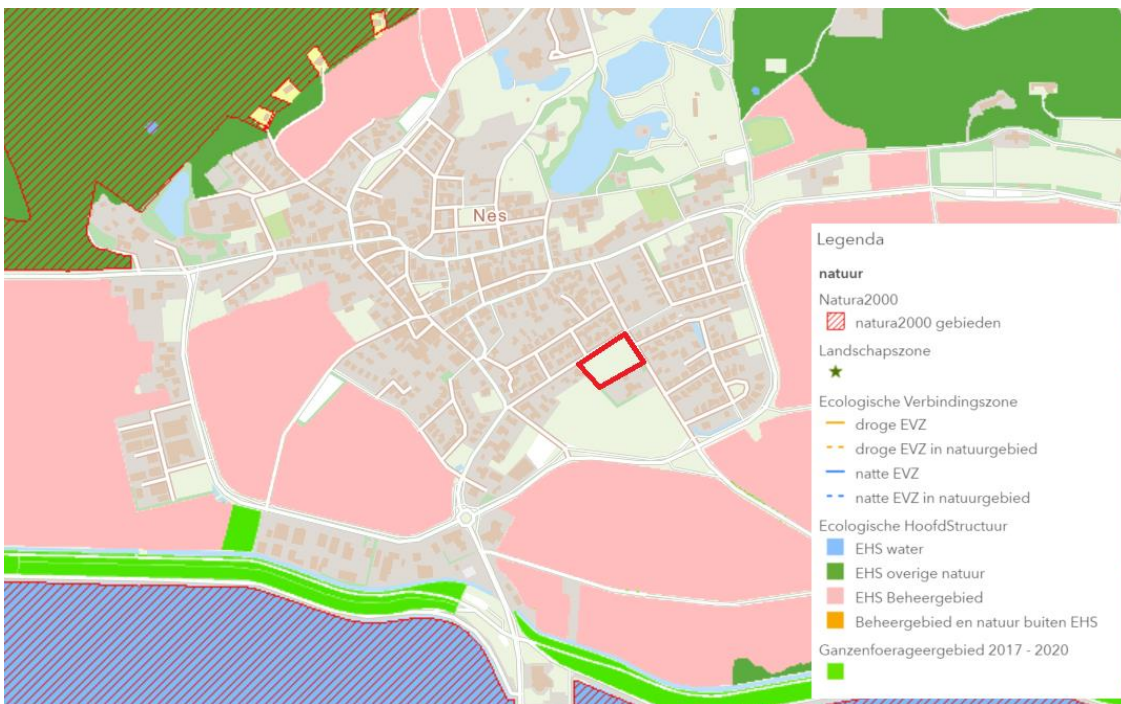 Nes
Legenda
natuur
Natura2000
natura2000 gebieden
Landschapszone
Ecologische Verbindingszone
droge EVZ
droge EVZ in natuurgebied
natte EVZ
natte EVZ in natuurgebied
Ecologische HoofdStructuur
EHS water
EHS overige natuur
EHS Beheergebied
Beheergebied en natuur buiten EHS
Ganzenfoerageergebied 2017 - 2020